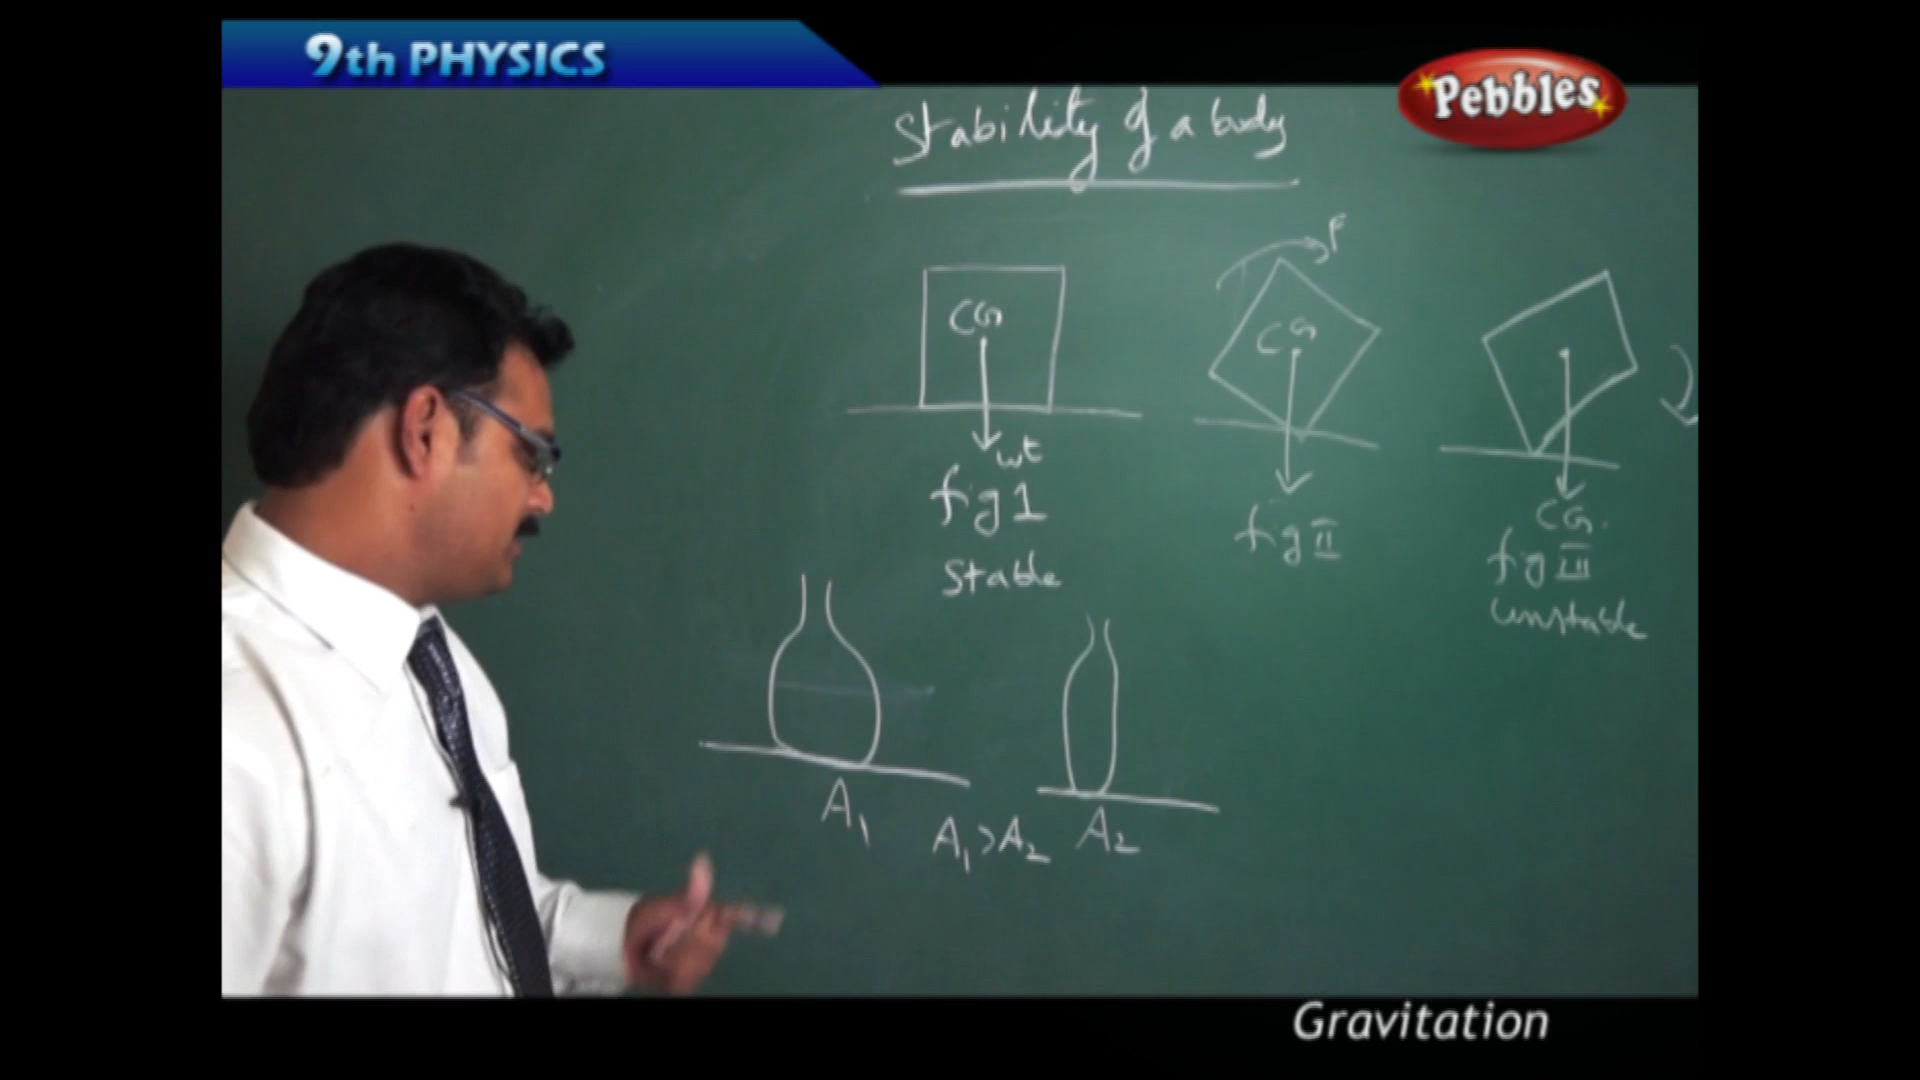 9th PHYSICS
Pebbles
Stability of a body
F
CG
CG
wt
fig 1
Stable
fig II
CG.
fig III
unstable
A1
A1 > A2
A2
Gravitation